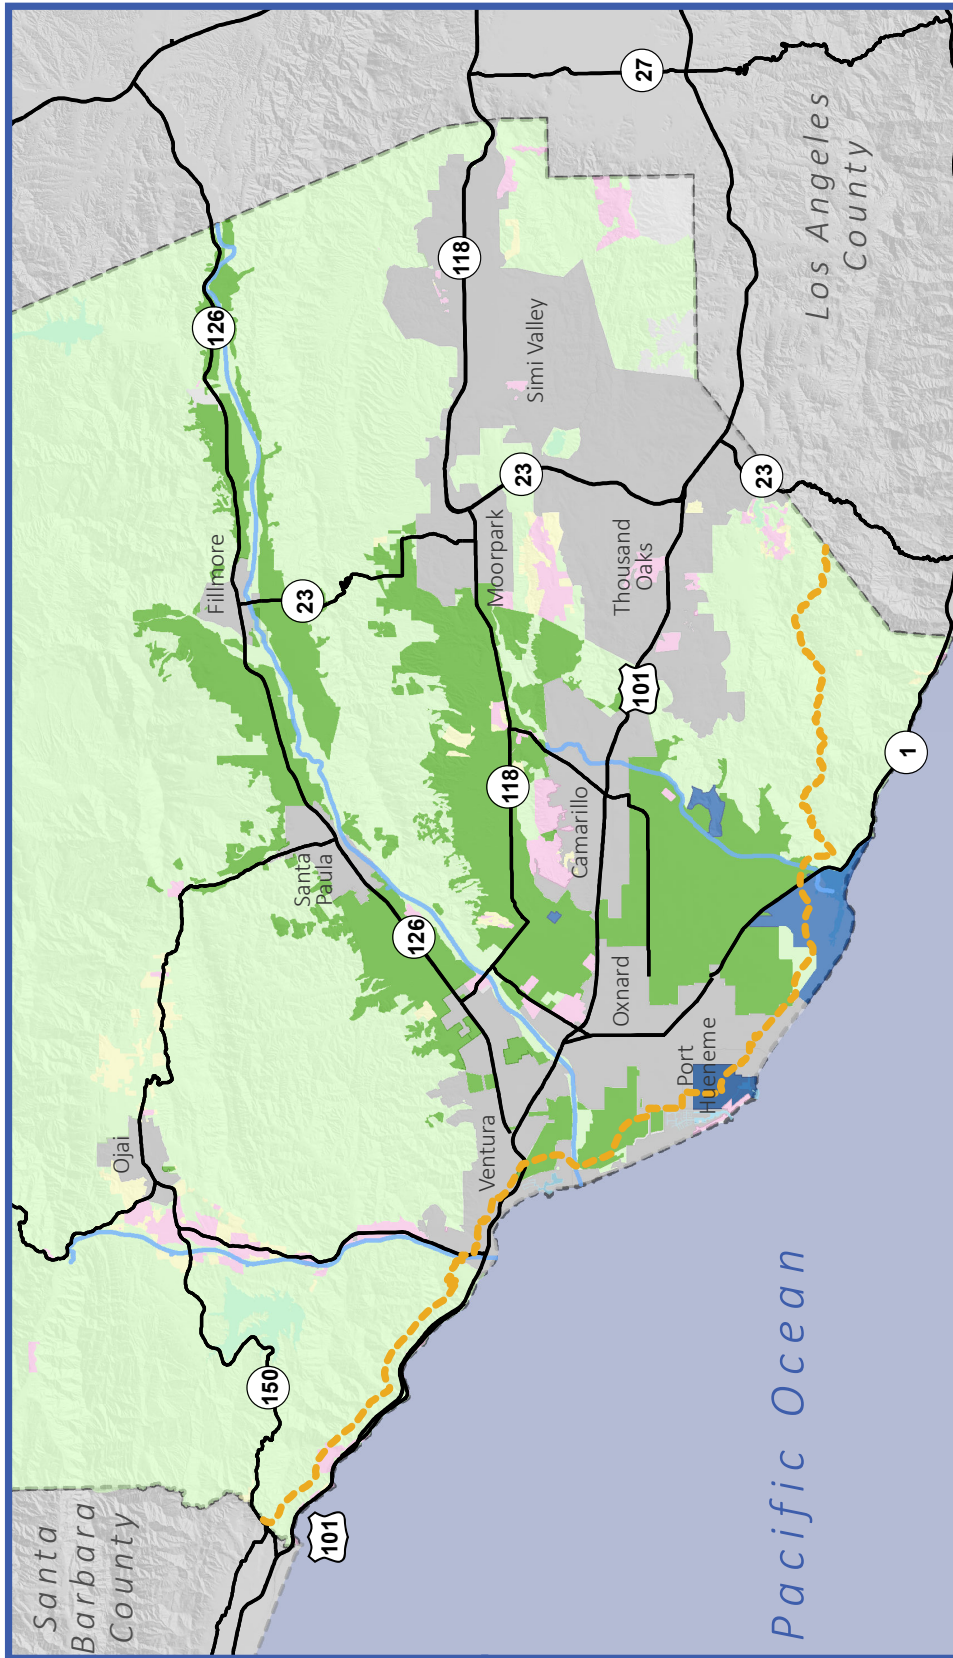 Santa
Barbara
County
101
150
Ojai
Ventura
126
Santa
Paula
Fillmore
126
23
118
Moorpark
23
Simi Valley
118
Camarillo
Oxnard
Port
Hueneme
101
Thousand
Oaks
23
27
Los Angeles
County
1
Pacific Ocean